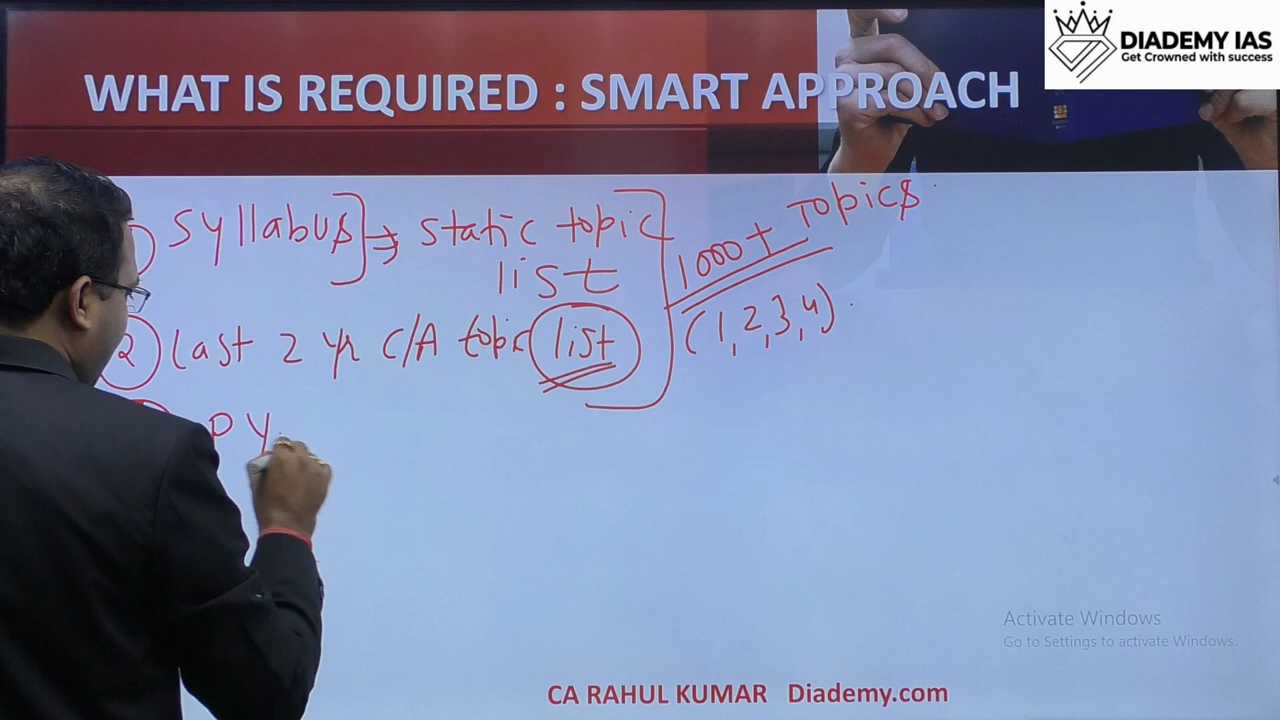 DIADEMY IAS
Get Crowned with success
WHAT IS REQUIRED : SMART APPROACH
1 Syllabus → static topic
list
1000+ Topics
(1,2,3,4)
2 last 2 yr C/A topic list
PY
Activate Windows
Go to Settings to activate Windows.
CA RAHUL KUMAR Diademy.com